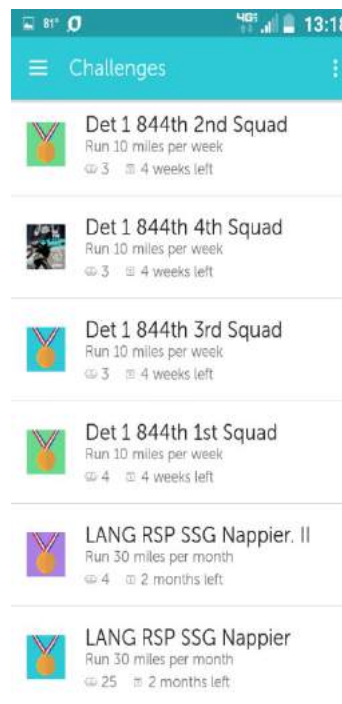 81°
4G
13:18
Challenges
Det 1 844th 2nd Squad
Run 10 miles per week
3 4 weeks left
Det 1 844th 4th Squad
Run 10 miles per week
3 4 weeks left
Det 1 844th 3rd Squad
Run 10 miles per week
3 4 weeks left
Det 1 844th 1st Squad
Run 10 miles per week
4 4 weeks left
LANG RSP SSG Nappier. II
Run 30 miles per month
4 2 months left
LANG RSP SSG Nappier
Run 30 miles per month
25 2 months left